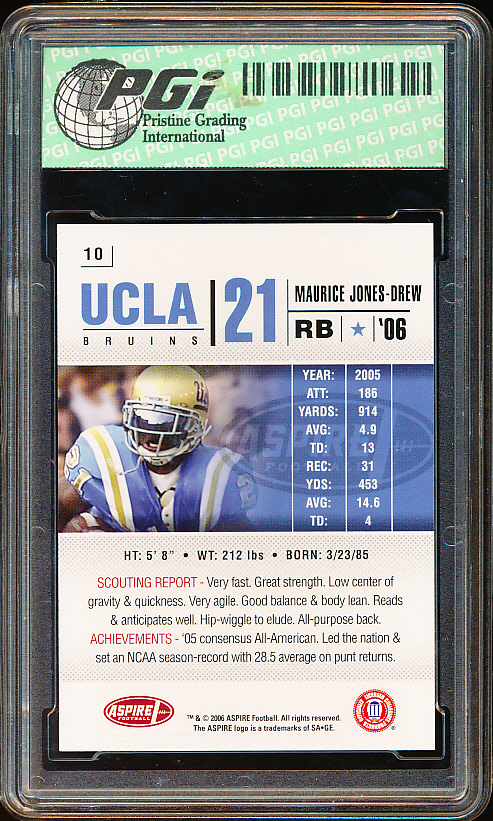 PGi
Pristine Grading
International
10
UCLA
BRUINS
21
MAURICE JONES-DREW
RB ★ '06
YEAR: 2005
ATT: 186
YARDS: 914
AVG: 4.9
TD: 13
REC: 31
YDS: 453
AVG: 14.6
TD: 4
ASPIRE
FOOTBALL
HT: 5' 8" • WT: 212 lbs • BORN: 3/23/85
SCOUTING REPORT - Very fast. Great strength. Low center of
gravity & quickness. Very agile. Good balance & body lean. Reads
& anticipates well. Hip-wiggle to elude. All-purpose back.
ACHIEVEMENTS - '05 consensus All-American. Led the nation &
set an NCAA season-record with 28.5 average on punt returns.
ASPIRE
FOOTBALL
™ & © 2006 ASPIRE Football. All rights reserved.
The ASPIRE logo is a trademark of SA•GE.